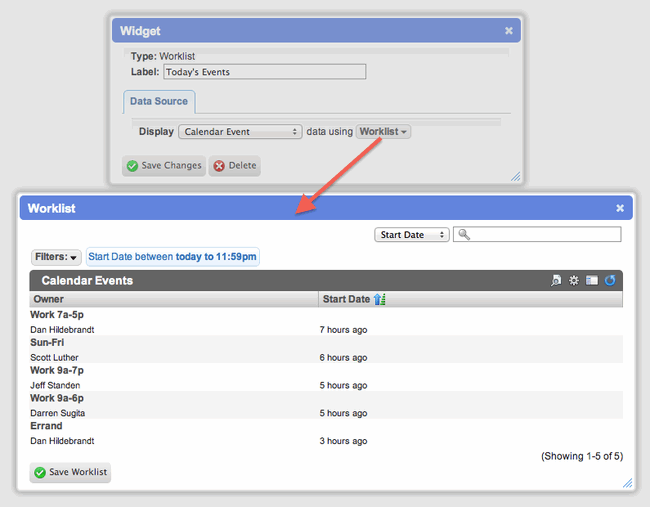 Widget
Type: Worklist
Label: Today's Events
Data Source
Display Calendar Event data using Worklist
Save Changes Delete
Worklist
Start Date
Filters: Start Date between today to 11:59pm
Calendar Events
Owner Start Date
Work 7a-5p
Dan Hildebrandt 7 hours ago
Sun-Fri
Scott Luther 6 hours ago
Work 9a-7p
Jeff Standen 5 hours ago
Work 9a-6p
Darren Sugita 5 hours ago
Errand
Dan Hildebrandt 3 hours ago
(Showing 1-5 of 5)
Save Worklist